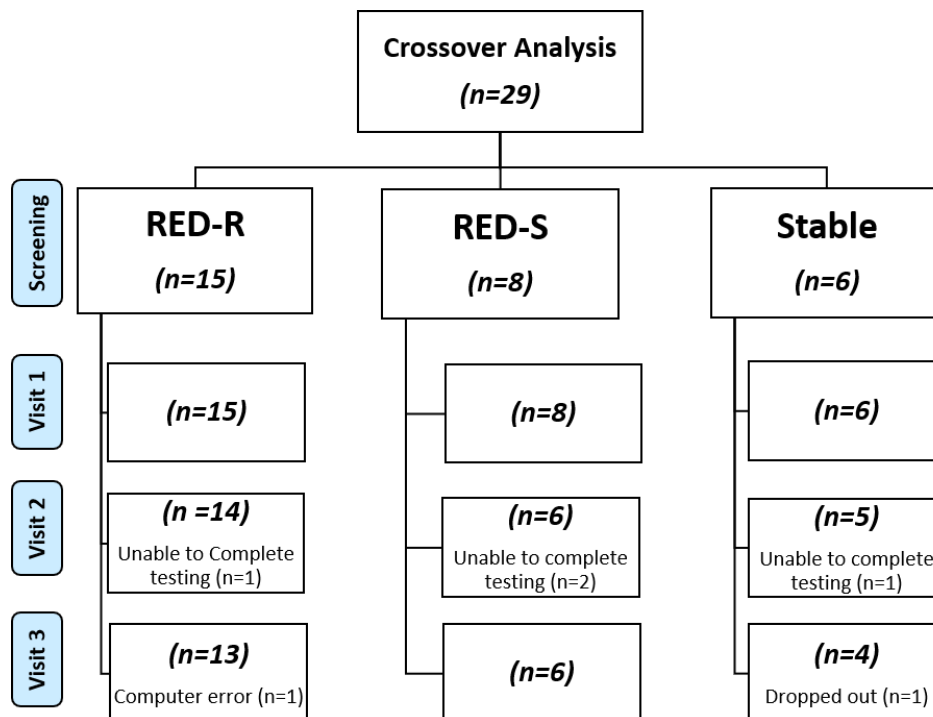 Crossover Analysis
(n=29)
Screening
RED-R
(n=15)
RED-S
(n=8)
Stable
(n=6)
Visit 1
(n=15)
(n=8)
(n=6)
Visit 2
(n =14)
Unable to Complete
testing (n=1)
(n=6)
Unable to complete
testing (n=2)
(n=5)
Unable to complete
testing (n=1)
Visit 3
(n=13)
Computer error (n=1)
(n=6)
(n=4)
Dropped out (n=1)